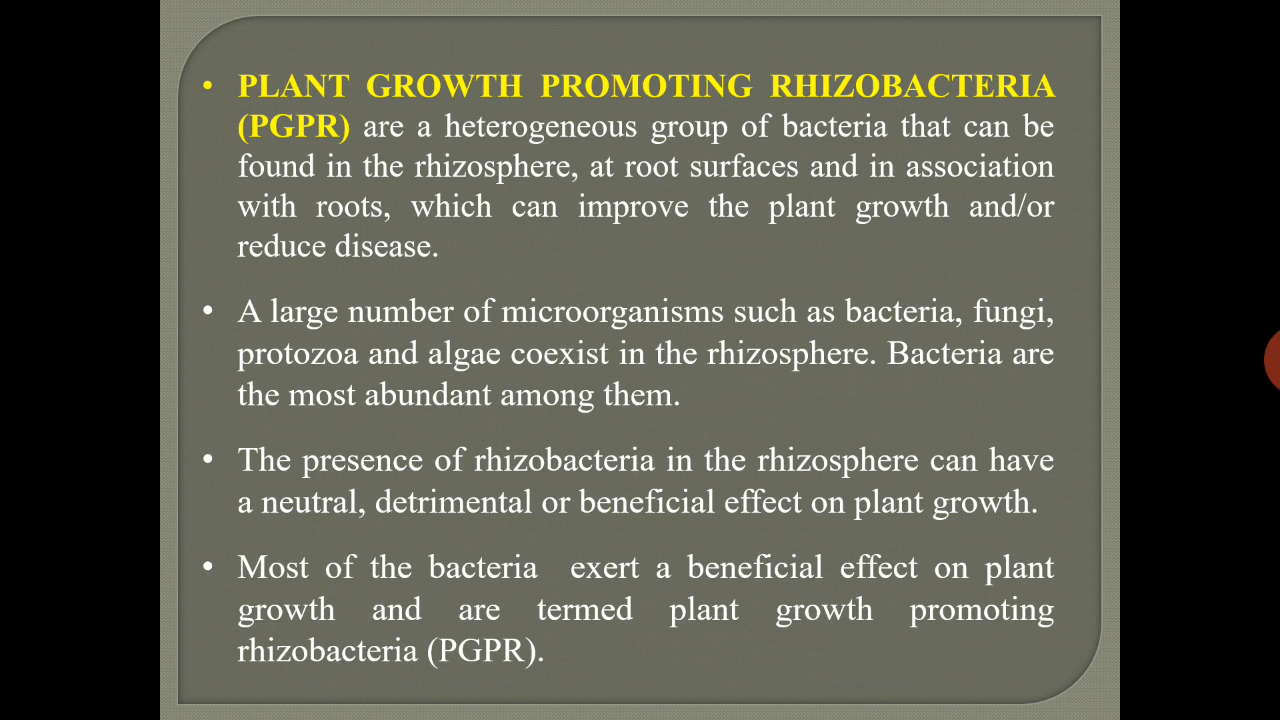 • PLANT GROWTH PROMOTING RHIZOBACTERIA
(PGPR) are a heterogeneous group of bacteria that can be
found in the rhizosphere, at root surfaces and in association
with roots, which can improve the plant growth and/or
reduce disease.
• A large number of microorganisms such as bacteria, fungi,
protozoa and algae coexist in the rhizosphere. Bacteria are
the most abundant among them.
• The presence of rhizobacteria in the rhizosphere can have
a neutral, detrimental or beneficial effect on plant growth.
• Most of the bacteria exert a beneficial effect on plant
growth and are termed plant growth promoting
rhizobacteria (PGPR).